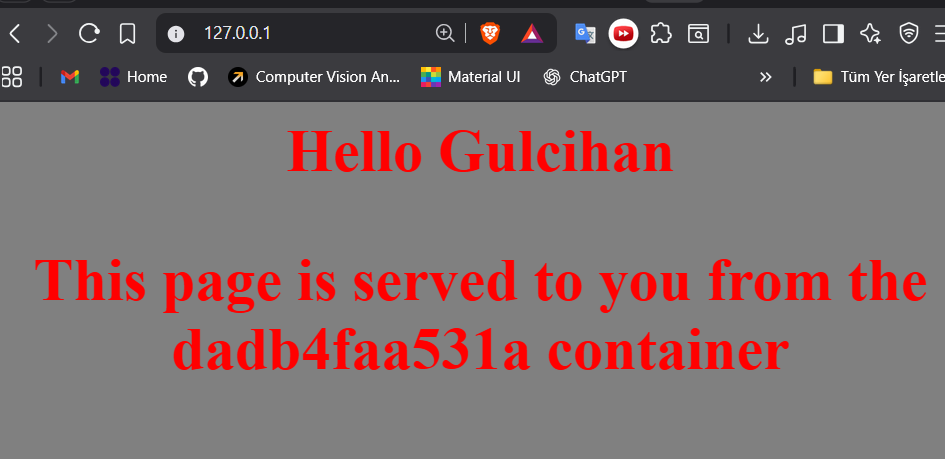 127.0.0.1
Home
Computer Vision An...
Material UI
ChatGPT
»
Tüm Yer İşaretle
Hello Gulcihan
This page is served to you from the
dadb4faa531a container